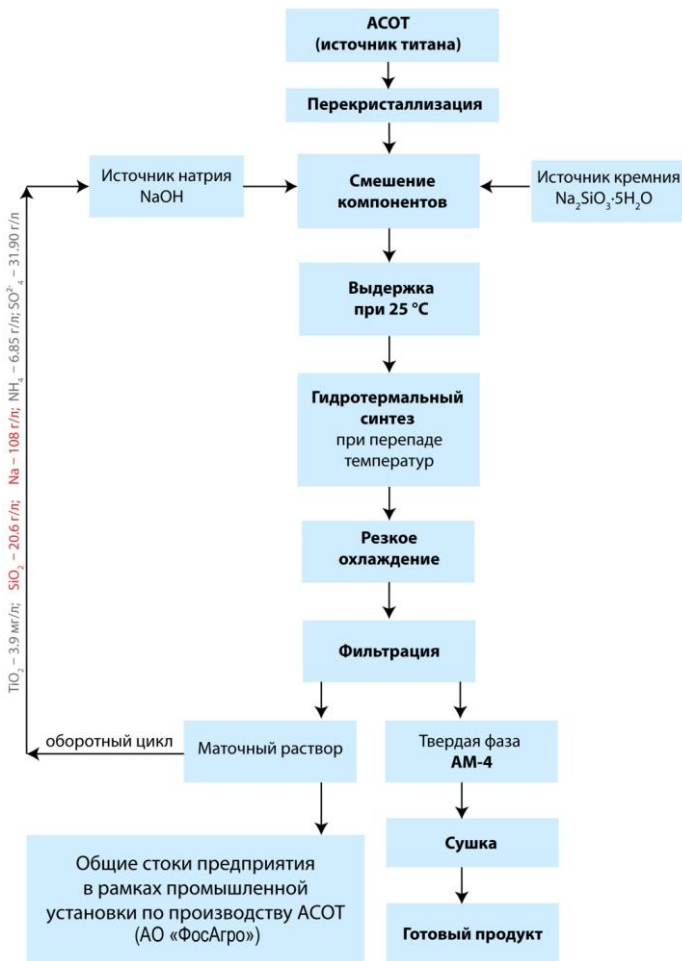 АСОТ
(источник титана)
Перекристаллизация
Источник натрия
NaOH
Смешение
компонентов
Источник кремния
Na₂SiO₃·5H₂O
Выдержка
при 25 °C
Гидротермальный
синтез
при перепаде
температур
Резкое
охлаждение
Фильтрация
TiO₂ – 3.9 мг/л; SiO₂ – 20.6 г/л; Na – 108 г/л; NH₄ – 6.85 г/л; SO²⁻₄ – 31.90 г/л
оборотный цикл
Маточный раствор
Твердая фаза
АМ-4
Общие стоки предприятия
в рамках промышленной
установки по производству АСОТ
(АО «ФосАгро»)
Сушка
Готовый продукт